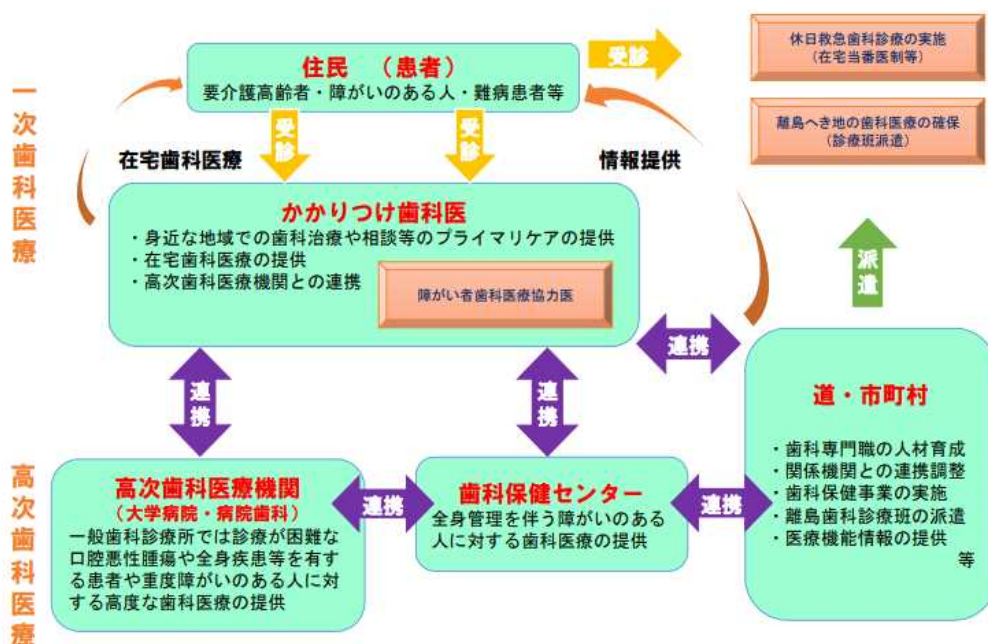 一次歯科医療
住民　（患者）
要介護高齢者・障がいのある人・難病患者等
受診
休日救急歯科診療の実施
(在宅当番医制等)
離島へき地の歯科医療の確保
(診療班派遣)
受診
受診
在宅歯科医療
情報提供
かかりつけ歯科医
・身近な地域での歯科治療や相談等のプライマリケアの提供
・在宅歯科医療の提供
・高次歯科医療機関との連携
障がい者歯科医療協力医
派遣
連携
連携
連携
道・市町村
・歯科専門職の人材育成
・関係機関との連携調整
・歯科保健事業の実施
・離島歯科診療班の派遣
・医療機能情報の提供
等
高次歯科医療
高次歯科医療機関
（大学病院・病院歯科）
一般歯科診療所では診療が困難な
口腔悪性腫瘍や全身疾患等を有す
る患者や重度障がいのある人に対
する高度な歯科医療の提供
連携
歯科保健センター
全身管理を伴う障がいのある
人に対する歯科医療の提供
連携